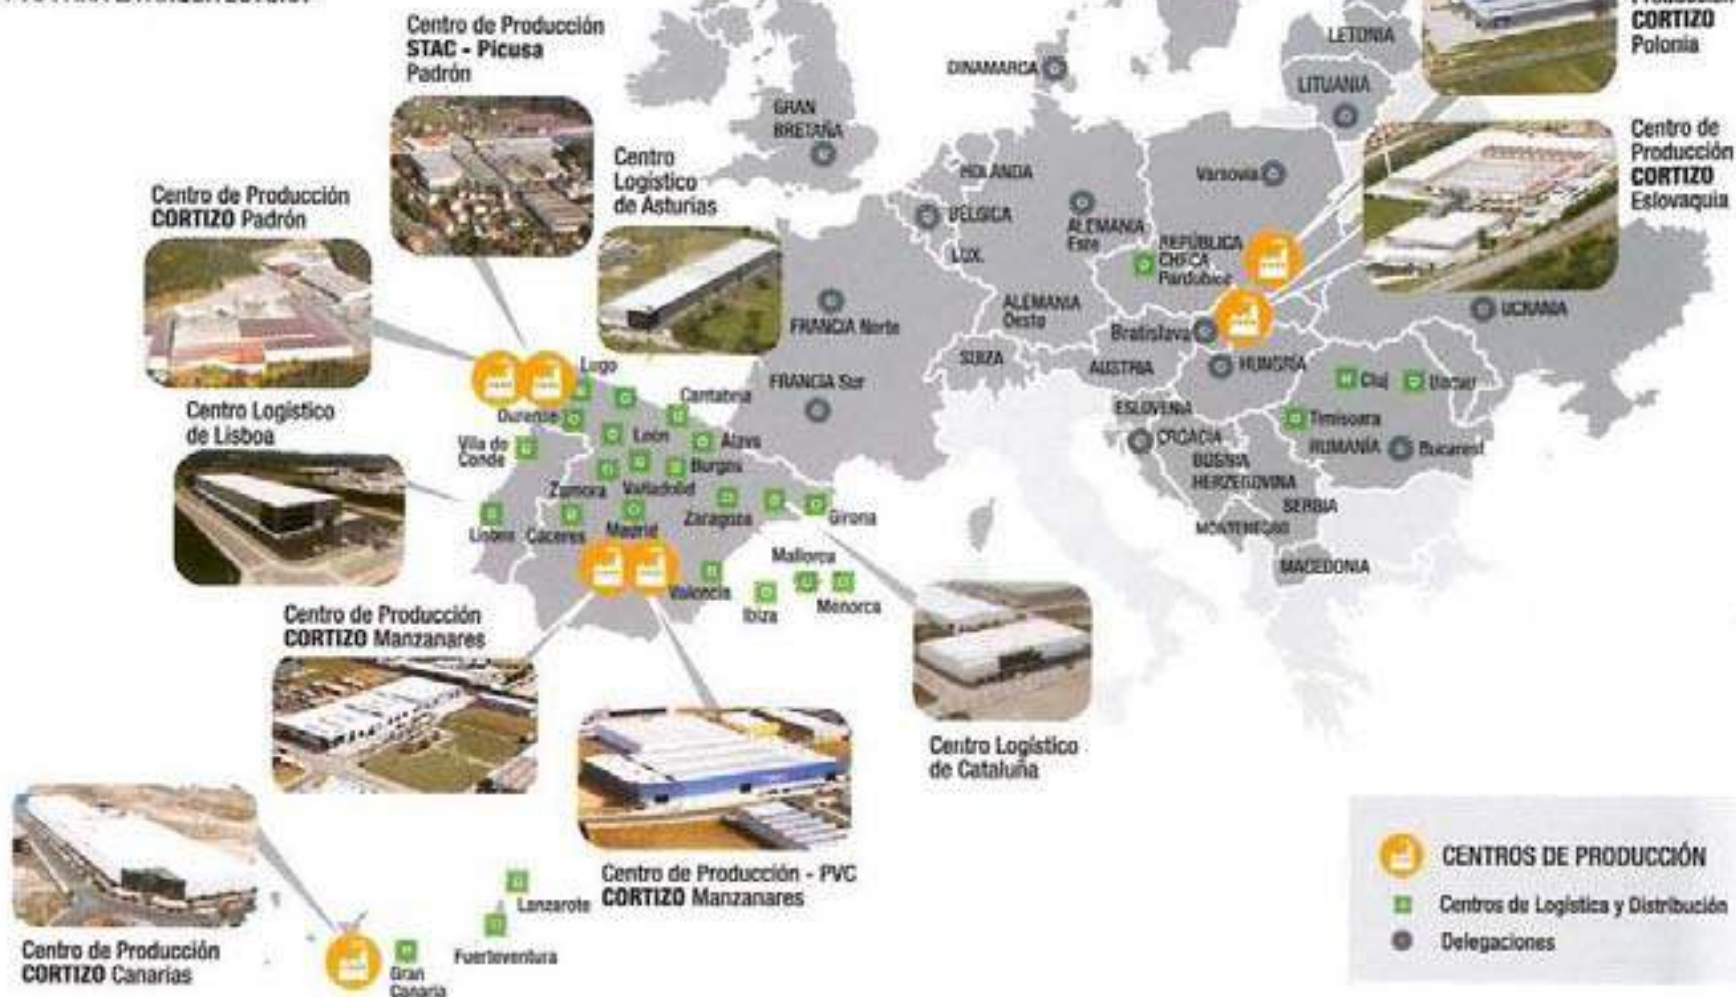 Centro de Producción
STAC - Picusa
Padrón
CORTIZO
Polonia
LETONIA
DINAMARCA
LITUANIA
GRAN
BRETAÑA
Centro de
Producción
CORTIZO
Eslovaquia
Centro
Logístico
de Asturias
HOLANDA
Varsovia
Centro de Producción
CORTIZO Padrón
BELGICA
ALEMANIA
Este
LUX.
REPÚBLICA
CHECA
Pardubice
ALEMANIA
Oeste
UCRANIA
FRANCIA Norte
Bratislava
SUIZA
AUSTRIA
HUNGRÍA
FRANCIA Sur
Lugo
Cantabria
Cluj
Bacau
Centro Logístico
de Lisboa
Ourense
ESLOVENIA
Timisoara
Vila do
Conde
León
Álava
CROACIA
RUMANÍA
Bucarest
Burgos
BOSNIA
HERZEGOVINA
Zamora
Valladolid
SERBIA
Zaragoza
Girona
Lisboa
Cáceres
Madrid
MONTENEGRO
Mallorca
MACEDONIA
Valencia
Ibiza
Menorca
Centro de Producción
CORTIZO Manzanares
Centro Logístico
de Cataluña
Centro de Producción - PVC
CORTIZO Manzanares
Lanzarote
Fuerteventura
Gran
Canaria
Centro de Producción
CORTIZO Canarias
CENTROS DE PRODUCCIÓN
Centros de Logística y Distribución
Delegaciones